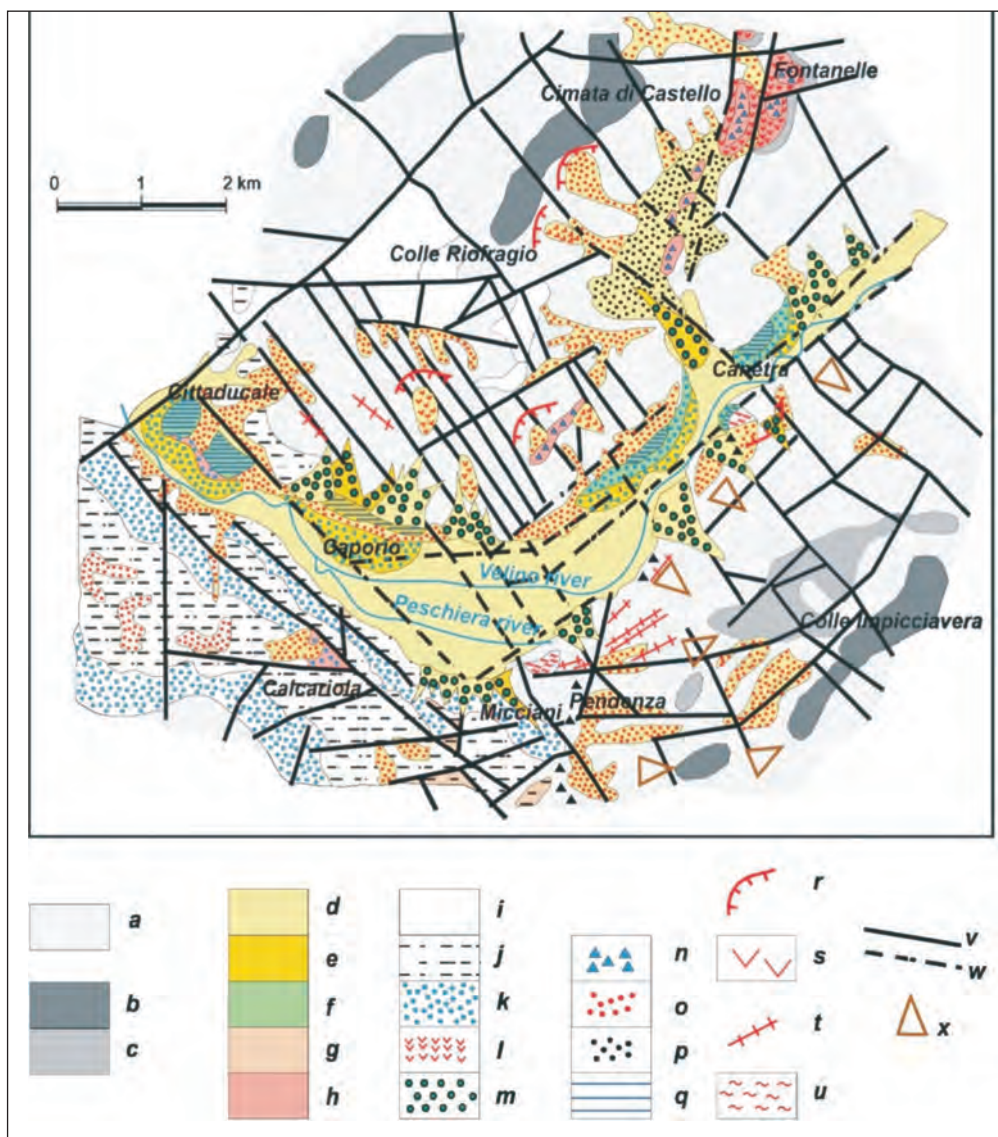 Fontanelle
Cimata di Castello
0 1 2 km
Colle Riofragio
Canetra
Cittaducale
Caporio
Velino river
Peschiera river
Colle Impicciavera
Calcariola
Pendenza
Micciani
a
b
c
d
e
f
g
h
i
j
k
l
m
n
o
p
q
r
s
t
u
v
w
x